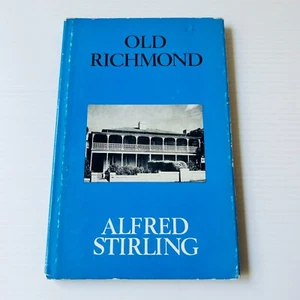 OLD
RICHMOND
ALFRED
STIRLING